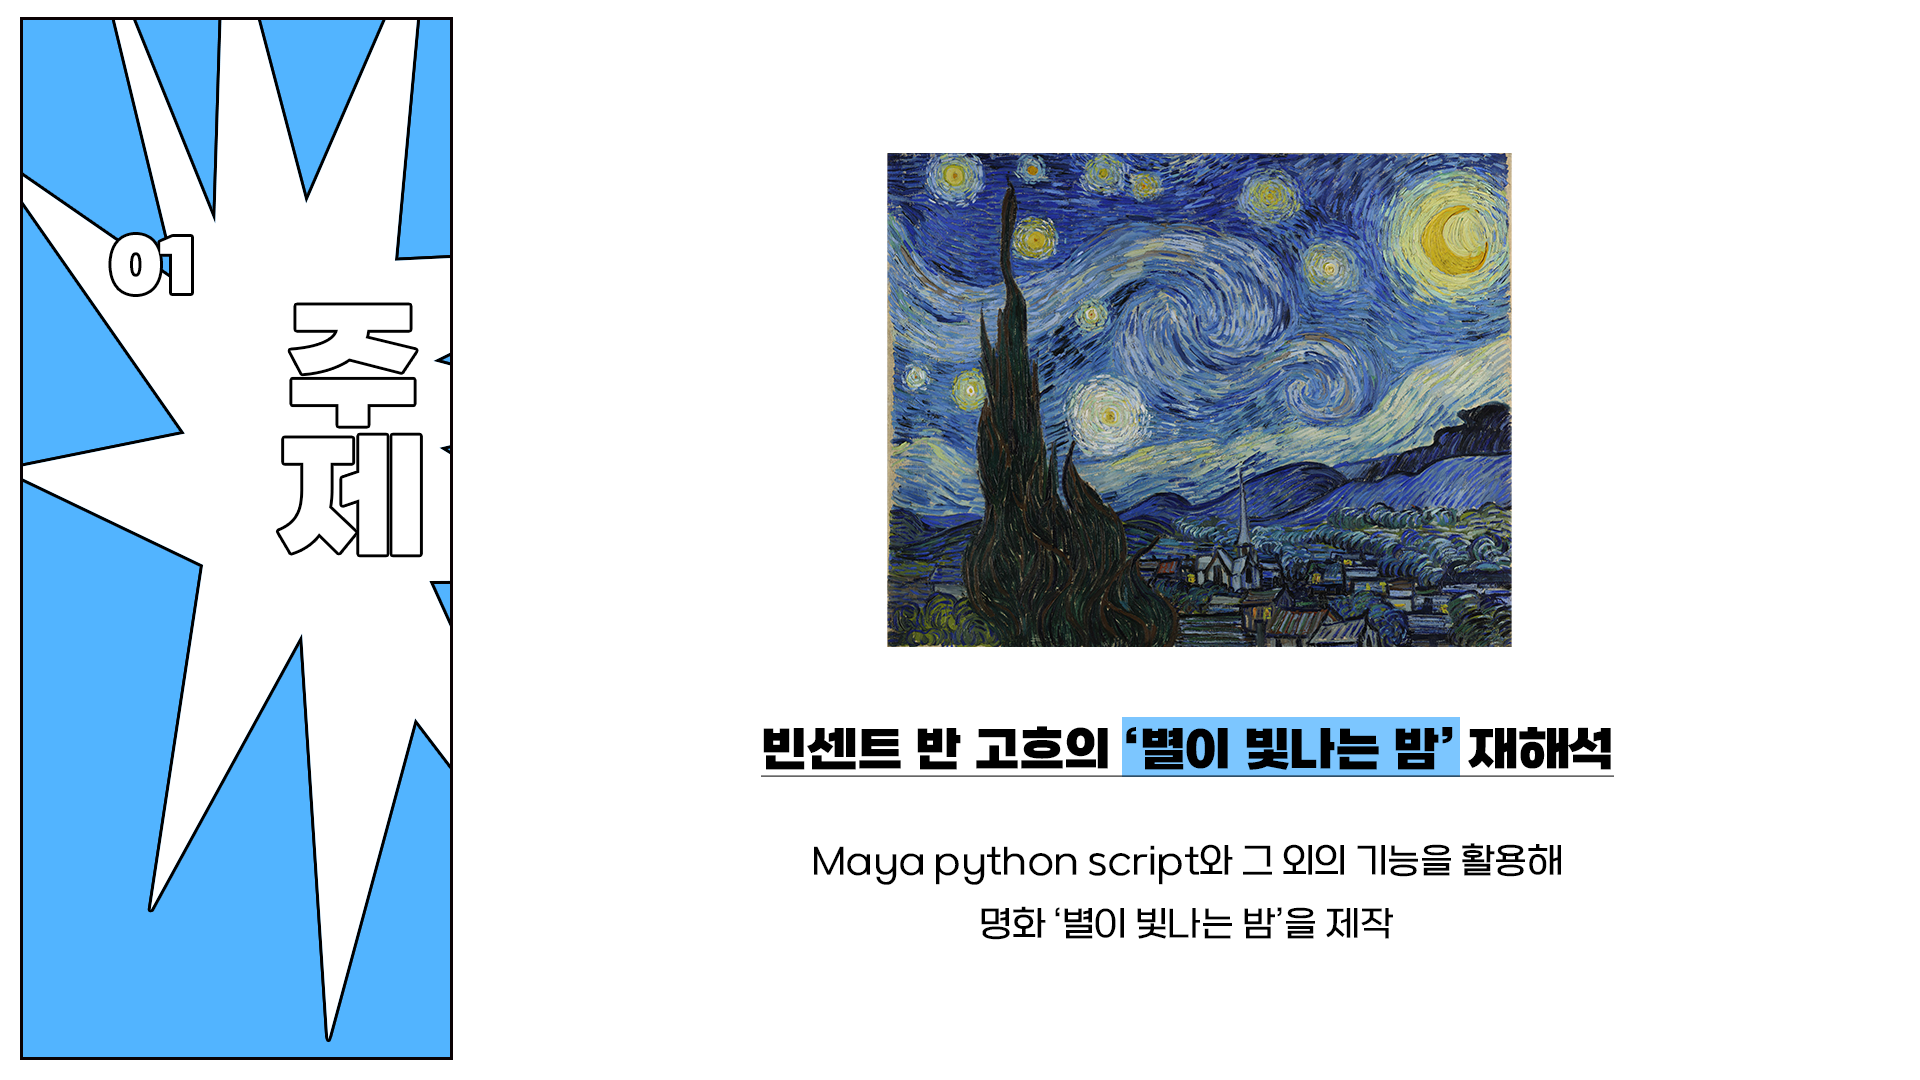 01
주
제
빈센트 반 고흐의 ‘별이 빛나는 밤’ 재해석
Maya python script와 그 외의 기능을 활용해
명화 ‘별이 빛나는 밤’을 제작